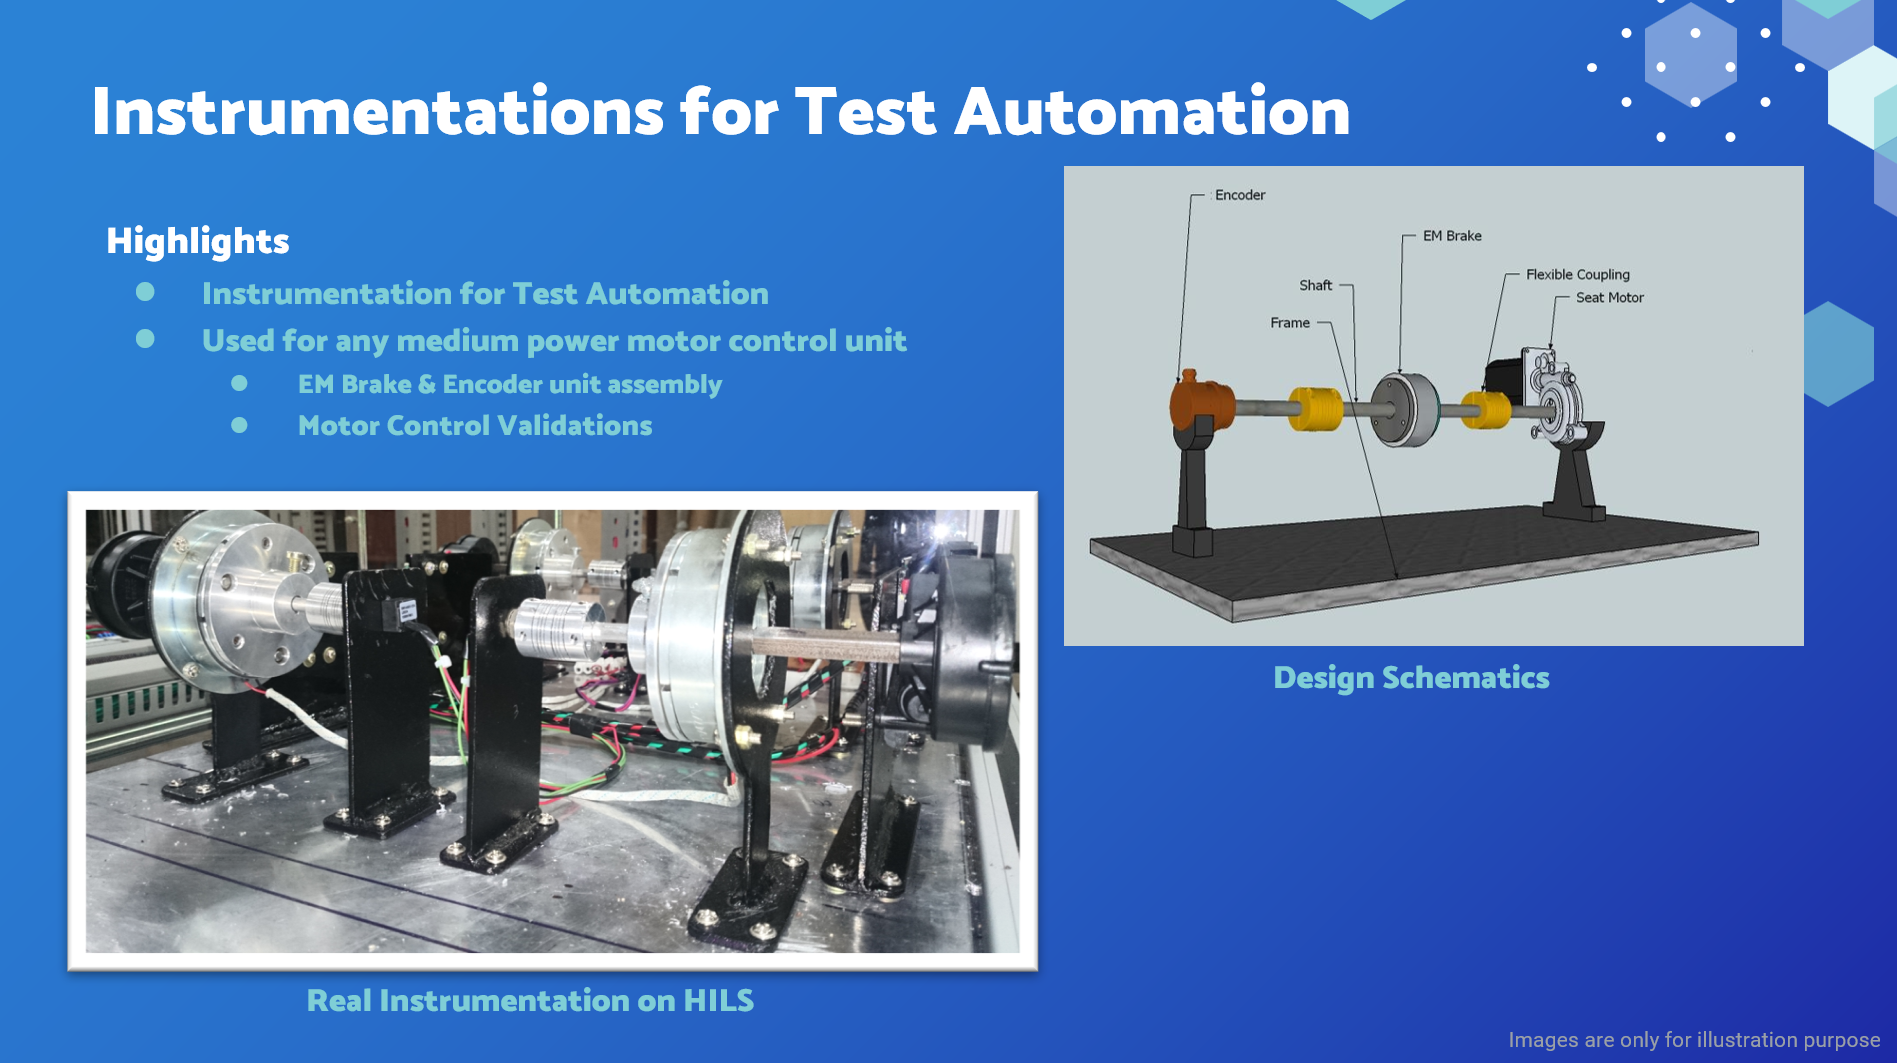 Instrumentations for Test Automation
Highlights
Instrumentation for Test Automation
Used for any medium power motor control unit
EM Brake & Encoder unit assembly
Motor Control Validations
Encoder
EM Brake
Flexible Coupling
Shaft
Seat Motor
Frame
Design Schematics
Real Instrumentation on HILS
Images are only for illustration purpose